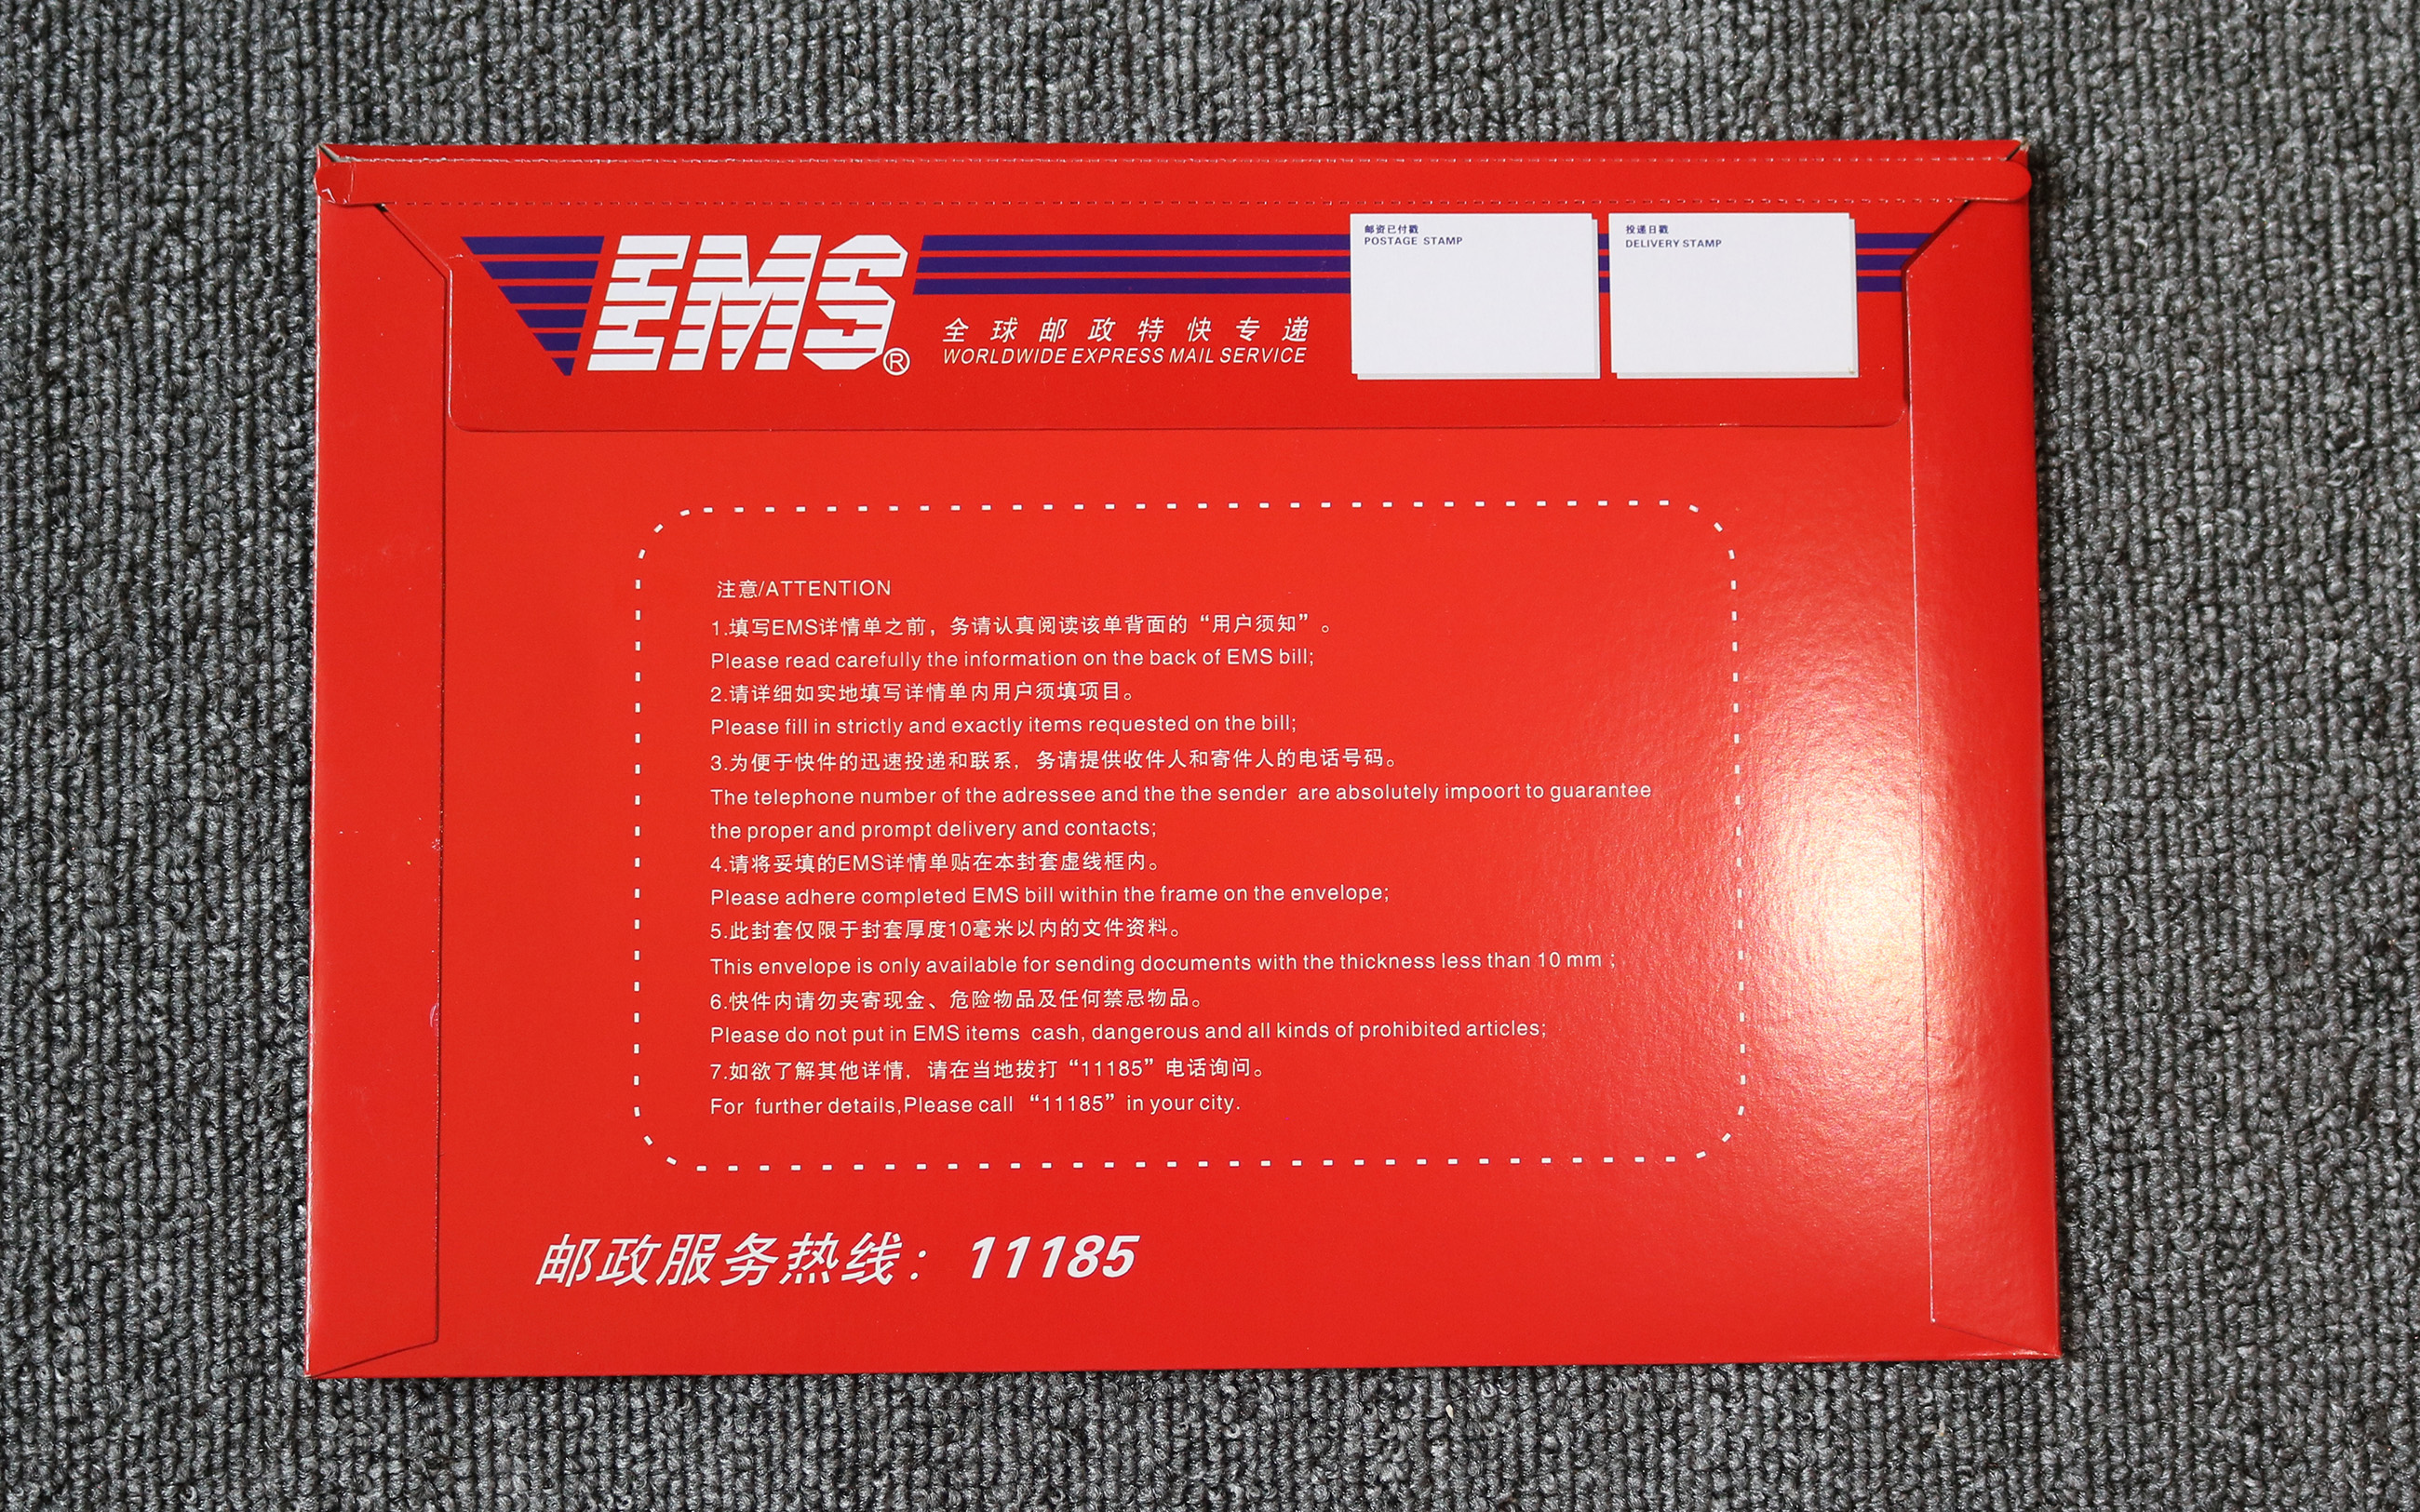 EMS®
全球邮政特快专递
WORLDWIDE EXPRESS MAIL SERVICE
邮资已付戳
POSTAGE STAMP
投递日戳
DELIVERY STAMP
注意/ATTENTION
1.填写EMS详情单之前，务请认真阅读该单背面的“用户须知”。
Please read carefully the information on the back of EMS bill;
2.请详细如实地填写详情单内用户须填项目。
Please fill in strictly and exactly items requested on the bill;
3.为便于快件的迅速投递和联系，务请提供收件人和寄件人的电话号码。
The telephone number of the adressee and the the sender are absolutely impoort to guarantee
the proper and prompt delivery and contacts;
4.请将妥填的EMS详情单贴在本封套虚线框内。
Please adhere completed EMS bill within the frame on the envelope;
5.此封套仅限于封套厚度10毫米以内的文件资料。
This envelope is only available for sending documents with the thickness less than 10 mm ;
6.快件内请勿夹寄现金、危险物品及任何禁忌物品。
Please do not put in EMS items cash, dangerous and all kinds of prohibited articles;
7.如欲了解其他详情，请在当地拔打“11185”电话询问。
For further details,Please call “11185” in your city.
邮政服务热线：11185